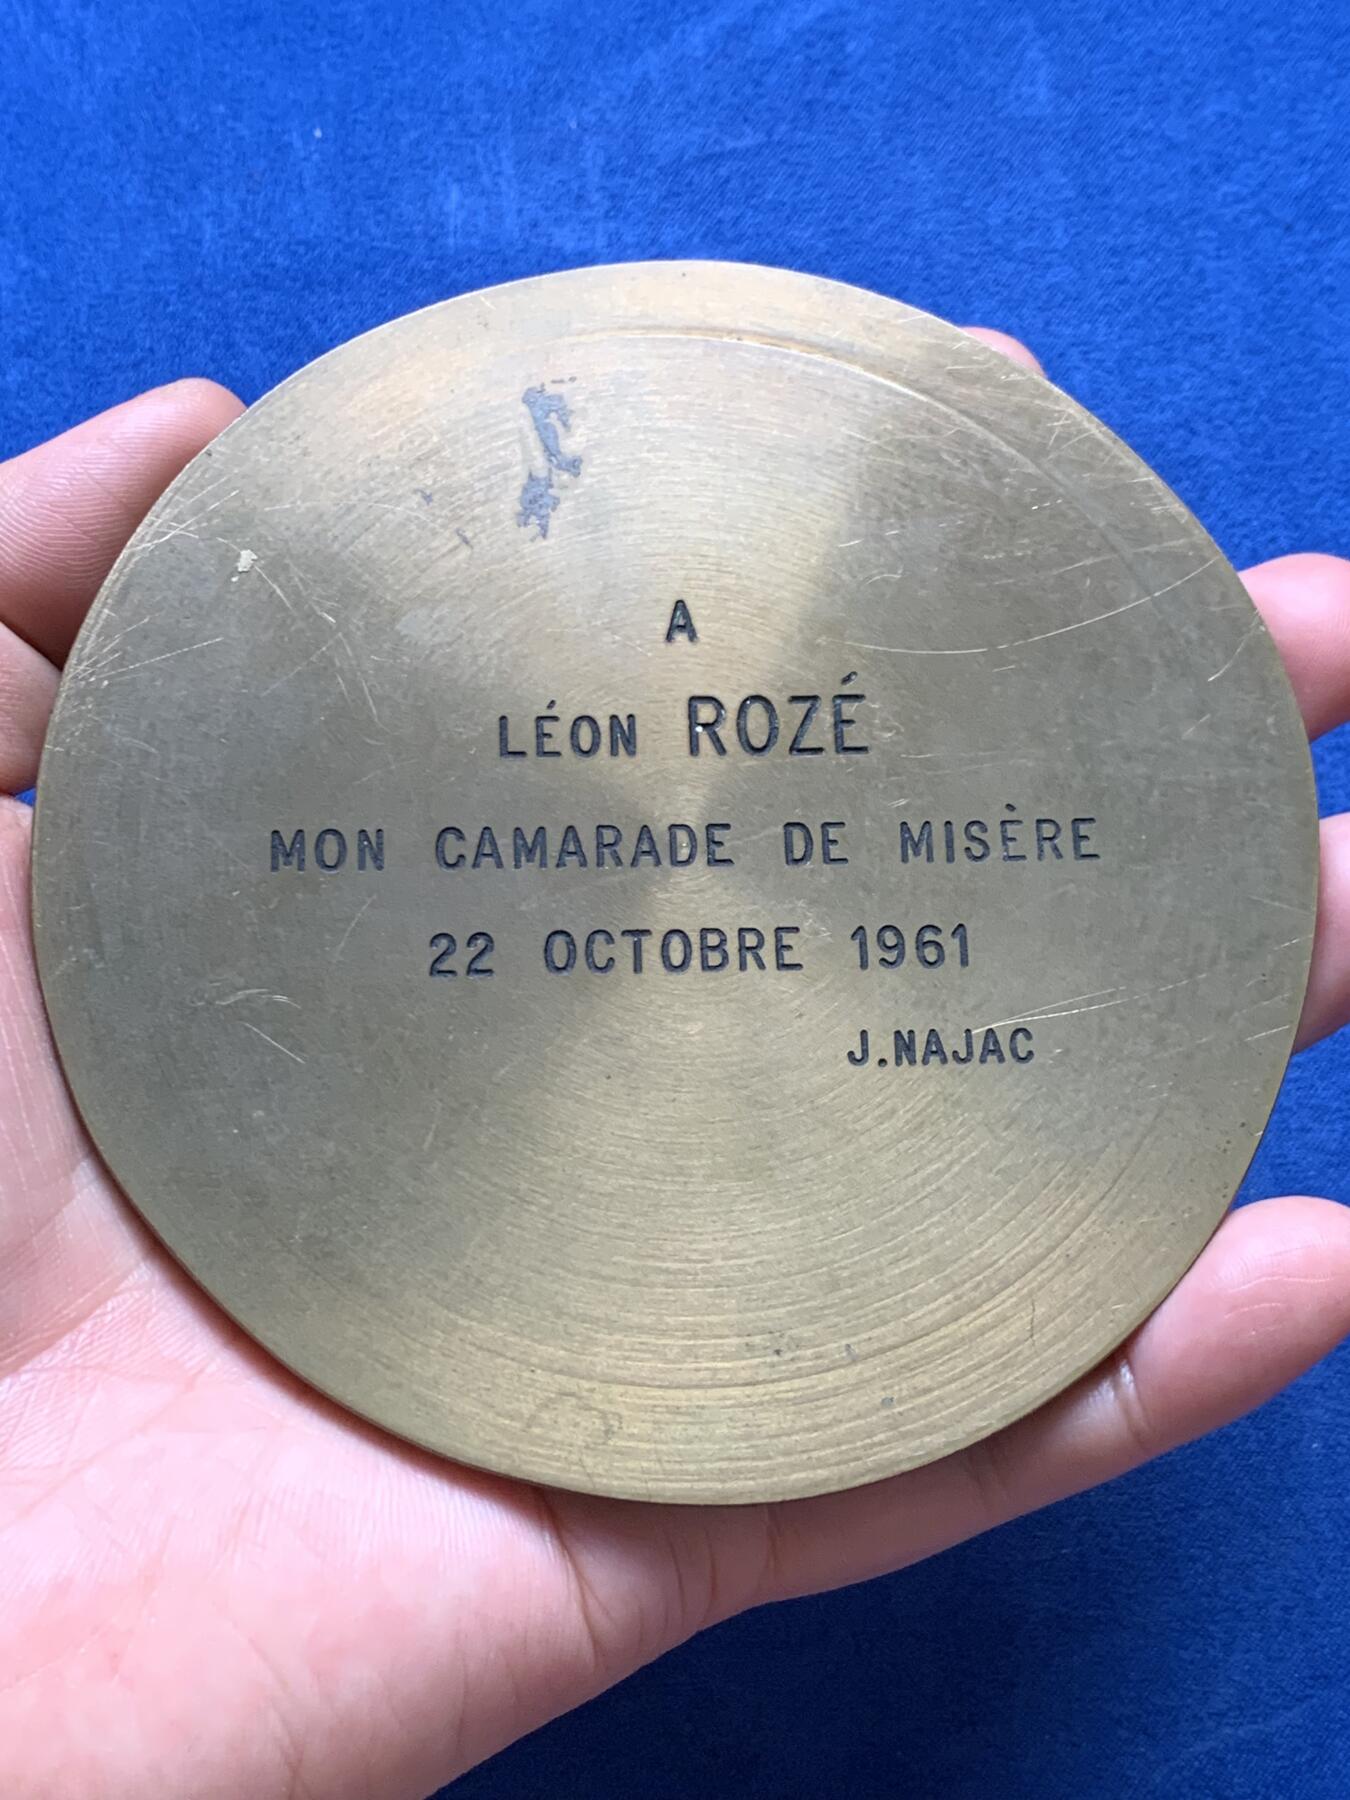 A
LÉON ROZÉ
MON CAMARADE DE MISÈRE
22 OCTOBRE 1961
J.NAJAC